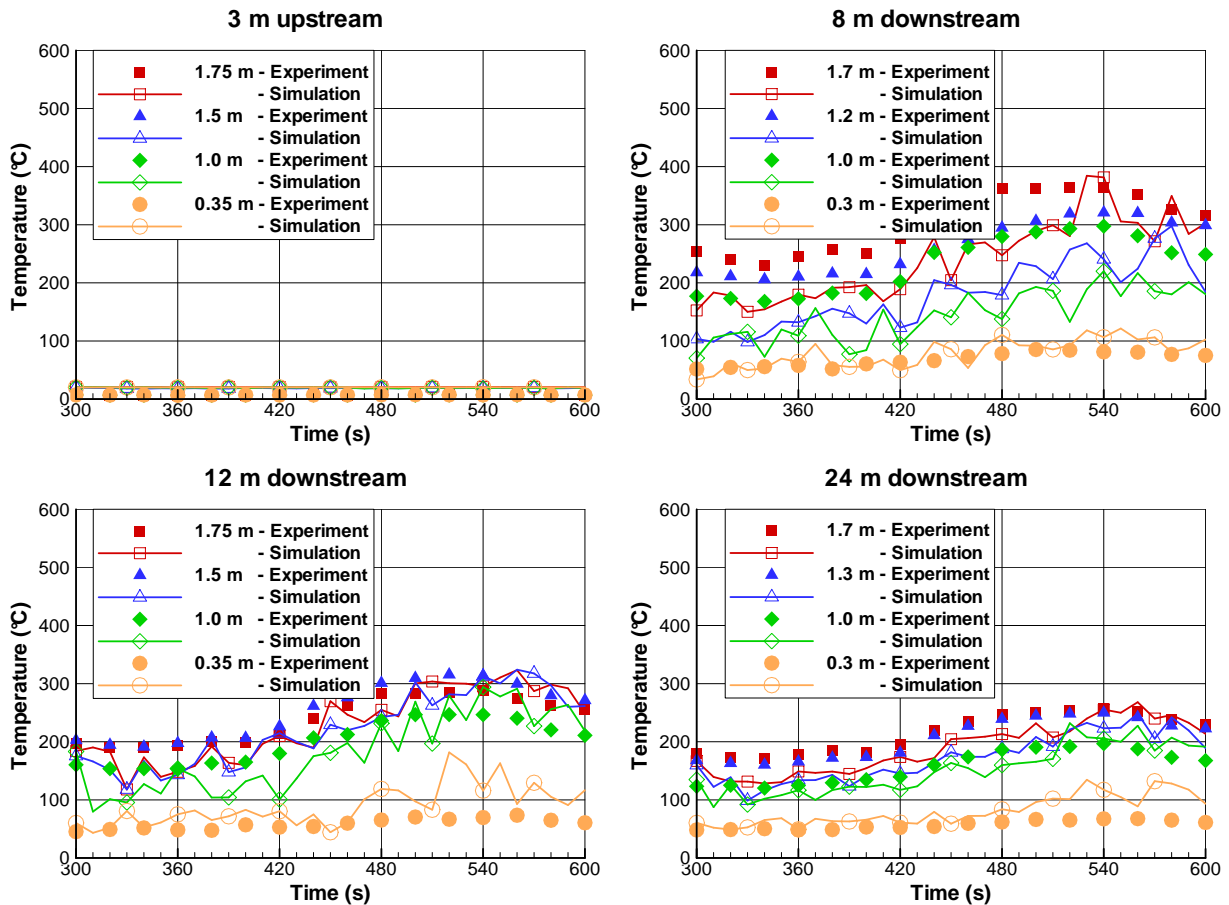 3 m upstream
600
500
400
300
200
100
0
Temperature (°C)
1.75 m - Experiment
- Simulation
1.5 m - Experiment
- Simulation
1.0 m - Experiment
- Simulation
0.35 m - Experiment
- Simulation
300 360 420 480 540 600
Time (s)
8 m downstream
600
500
400
300
200
100
0
Temperature (°C)
1.7 m - Experiment
- Simulation
1.2 m - Experiment
- Simulation
1.0 m - Experiment
- Simulation
0.3 m - Experiment
- Simulation
300 360 420 480 540 600
Time (s)
12 m downstream
600
500
400
300
200
100
0
Temperature (°C)
1.75 m - Experiment
- Simulation
1.5 m - Experiment
- Simulation
1.0 m - Experiment
- Simulation
0.35 m - Experiment
- Simulation
300 360 420 480 540 600
Time (s)
24 m downstream
600
500
400
300
200
100
0
Temperature (°C)
1.7 m - Experiment
- Simulation
1.3 m - Experiment
- Simulation
1.0 m - Experiment
- Simulation
0.3 m - Experiment
- Simulation
300 360 420 480 540 600
Time (s)